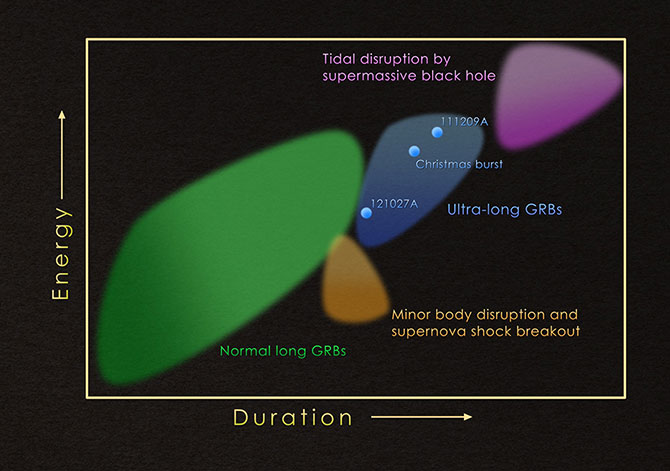 Tidal disruption by
supermassive black hole
111209A
Christmas burst
121027A
Ultra-long GRBs
Energy
Minor body disruption and
supernova shock breakout
Normal long GRBs
Duration